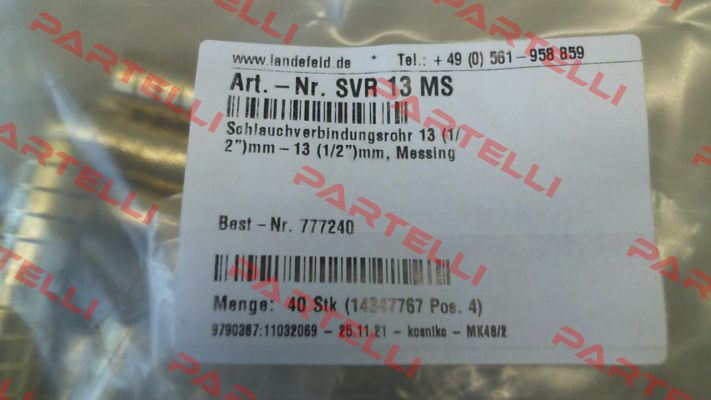 www.landefeld.de * Tel.: + 49 (0) 561-958 859
Art. - Nr. SVR 13 MS
Schlauchverbindungsrohr 13 (1/
2")mm - 13 (1/2")mm, Messing
Best - Nr. 777240
Menge: 40 Stk (14347767 Pos. 4)
9790387:11032069 - 25.11.21 - kosniko - MK48/2
PARTELLI
PARTELLI
PARTELLI
PARTELLI
PARTELLI